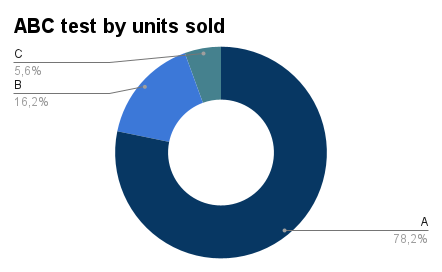 ABC test by units sold
C
5,6%
B
16,2%
A
78,2%